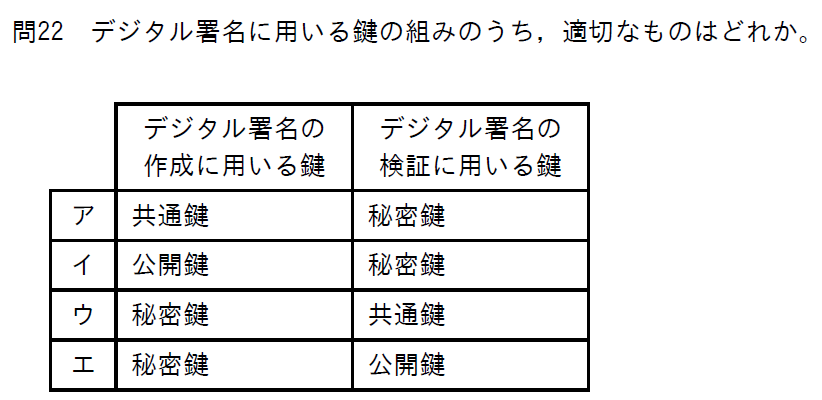 問22　デジタル署名に用いる鍵の組みのうち，適切なものはどれか。
デジタル署名の　デジタル署名の
作成に用いる鍵　検証に用いる鍵
ア　共通鍵　秘密鍵
イ　公開鍵　秘密鍵
ウ　秘密鍵　共通鍵
エ　秘密鍵　公開鍵